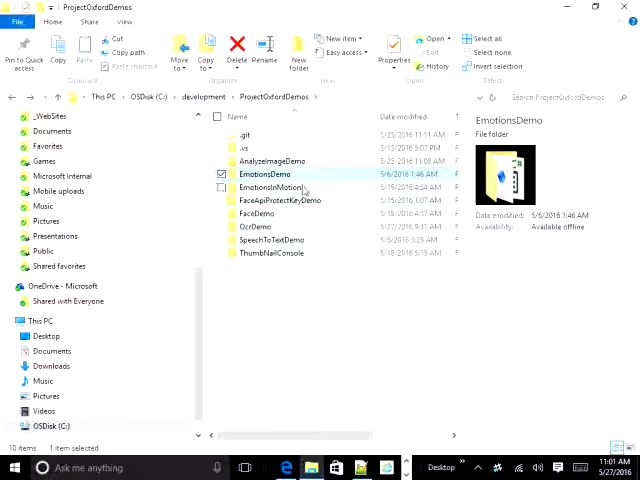 ProjectOxfordDemos
File Home Share View
Pin to Quick access
Copy
Paste
Cut
Copy path
Paste shortcut
Move to
Copy to
Delete
Rename
New folder
New item
Easy access
Properties
Open
Edit
History
Select all
Select none
Invert selection
Clipboard Organize New Open Select
This PC OSDisk (C:) development ProjectOxfordDemos
Search ProjectOxfordDemos
_WebSites
Documents
Favorites
Games
Microsoft internal
Mobile uploads
Music
Pictures
Presentations
Public
Shared favorites
OneDrive - Microsoft
Shared with Everyone
This PC
Desktop
Documents
Downloads
Music
Pictures
Videos
OSDisk (C:)
Name Date modified
.git 5/25/2016 11:11 AM F
.vs 5/15/2016 5:07 PM F
AnalyzeImageDemo 5/25/2016 11:08 AM F
EmotionsDemo 5/6/2016 1:46 AM F
EmotionsInMotion 5/19/2016 4:54 AM F
FaceApiProtectKeyDemo 5/15/2016 1:07 AM F
FaceDemo 5/18/2016 4:57 AM F
OcrDemo 5/27/2016 9:31 AM F
SpeechToTextDemo 5/6/2016 3:25 AM F
ThumbNailConsole 5/18/2016 5:15 AM F
EmotionsDemo
File folder
Date modified: 5/6/2016 1:46 AM
Availability: Available offline
10 items 1 item selected
Ask me anything
Desktop
11:01 AM
5/27/2016